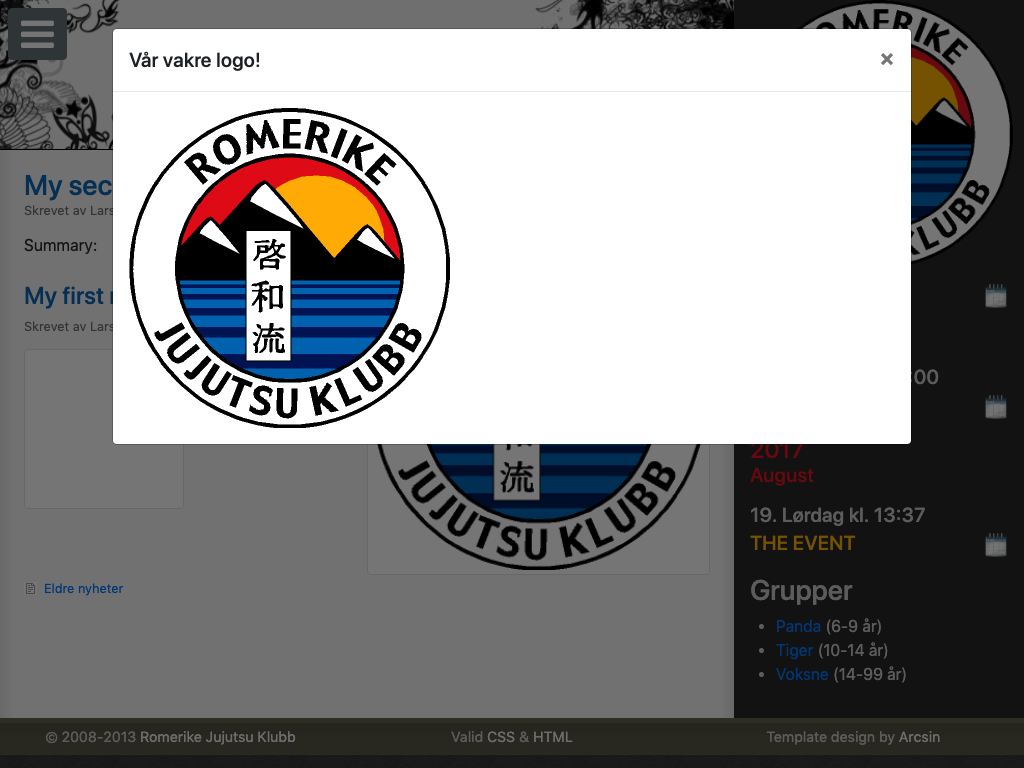 Vår vakre logo!
×
ROMERIKE
啓和流
JUJUTSU KLUBB
RIKE
KLUBB
My sec
Skrevet av Lars
Summary:
My first
Skrevet av Lars
流
JUJUTSU KLUBB
Eldre nyheter
:00
2017
August
19. Lørdag kl. 13:37
THE EVENT
Grupper
Panda (6-9 år)
Tiger (10-14 år)
Voksne (14-99 år)
© 2008-2013 Romerike Jujutsu Klubb
Valid CSS & HTML
Template design by Arcsin